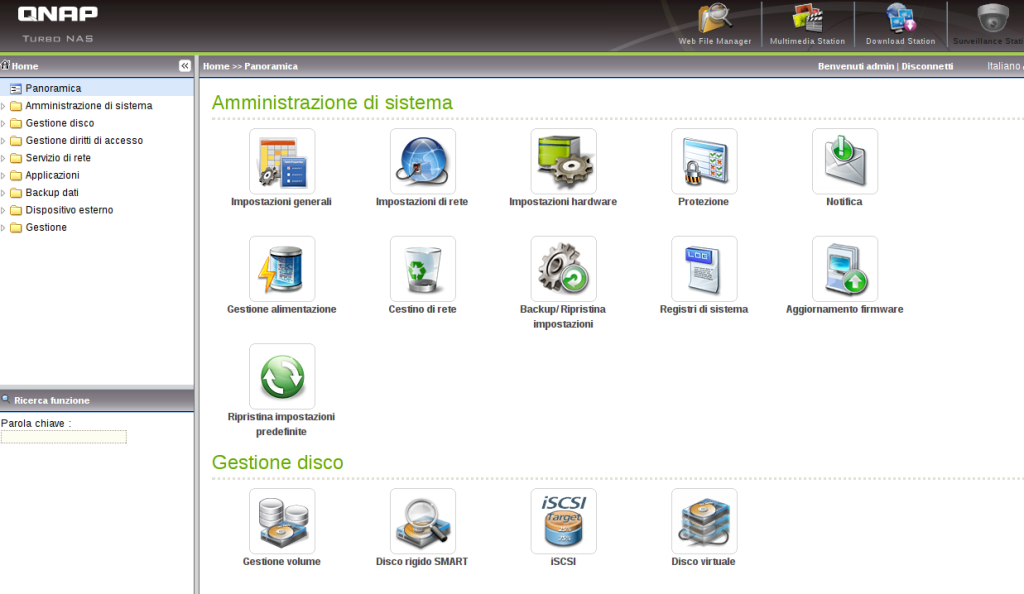 QNAP
Turbo NAS
Web File Manager
Multimedia Station
Download Station
Surveillance Stati
Home
Home >> Panoramica
Benvenuti admin | Disconnetti
Italiano
Panoramica
Amministrazione di sistema
Gestione disco
Gestione diritti di accesso
Servizio di rete
Applicazioni
Backup dati
Dispositivo esterno
Gestione
Ricerca funzione
Parola chiave :
Amministrazione di sistema
Impostazioni generali
Impostazioni di rete
Impostazioni hardware
Protezione
Notifica
LOG
Gestione alimentazione
Cestino di rete
Backup/ Ripristina
impostazioni
Registri di sistema
Aggiornamento firmware
Ripristina impostazioni
predefinite
Gestione disco
iSCSI
Target
75%
Gestione volume
Disco rigido SMART
iSCSI
Disco virtuale